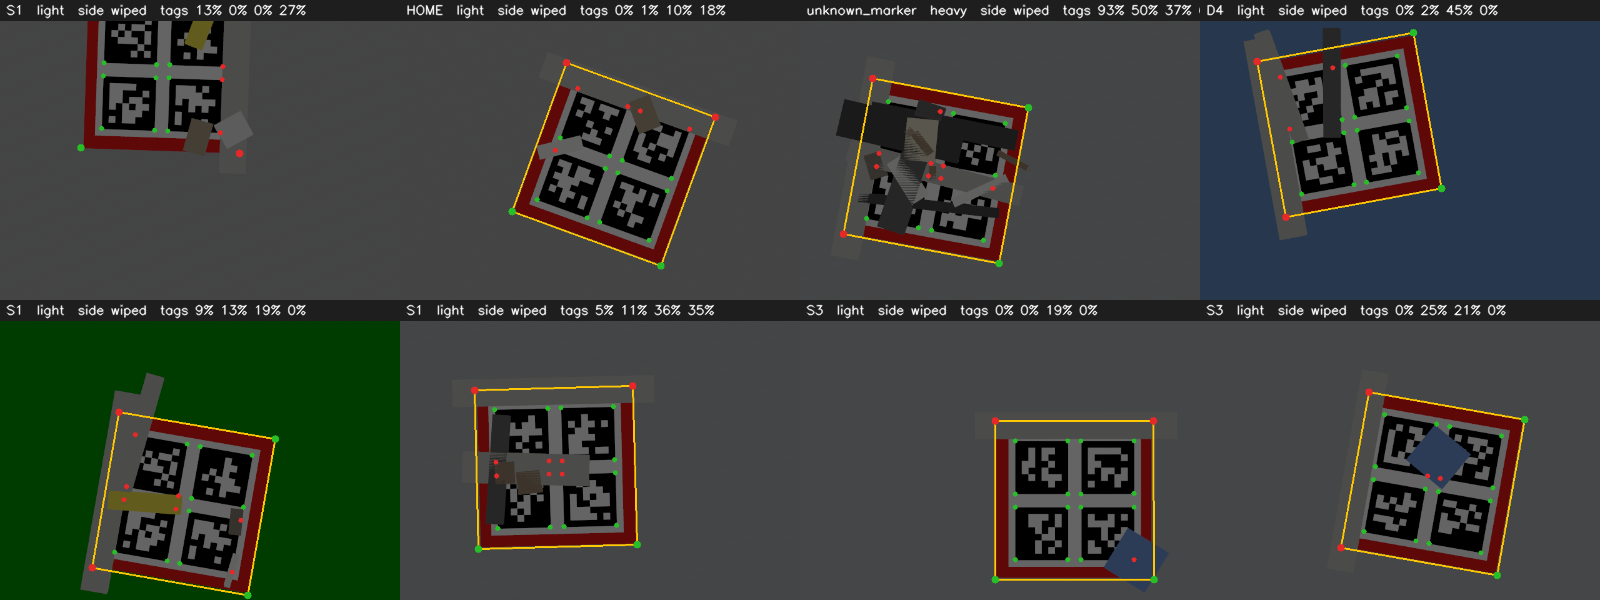 S1 light side wiped tags 13% 0% 0% 27%
HOME light side wiped tags 0% 1% 10% 18%
unknown_marker heavy side wiped tags 93% 50% 37%
D4 light side wiped tags 0% 2% 45% 0%
S1 light side wiped tags 9% 13% 19% 0%
S1 light side wiped tags 5% 11% 36% 35%
S3 light side wiped tags 0% 0% 19% 0%
S3 light side wiped tags 0% 25% 21% 0%